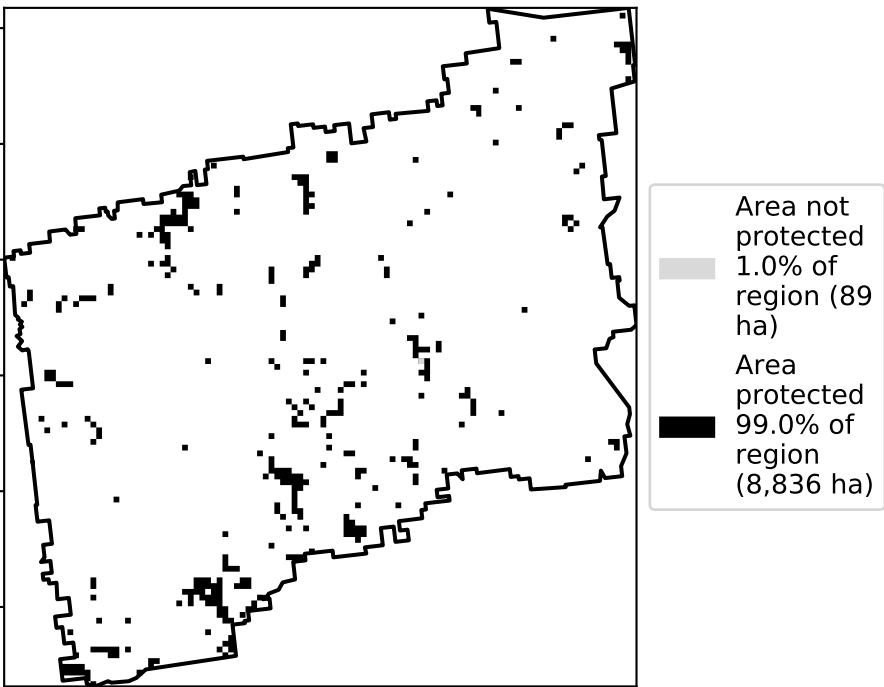 Area not
protected
1.0% of
region (89
ha)
Area
protected
99.0% of
region
(8,836 ha)